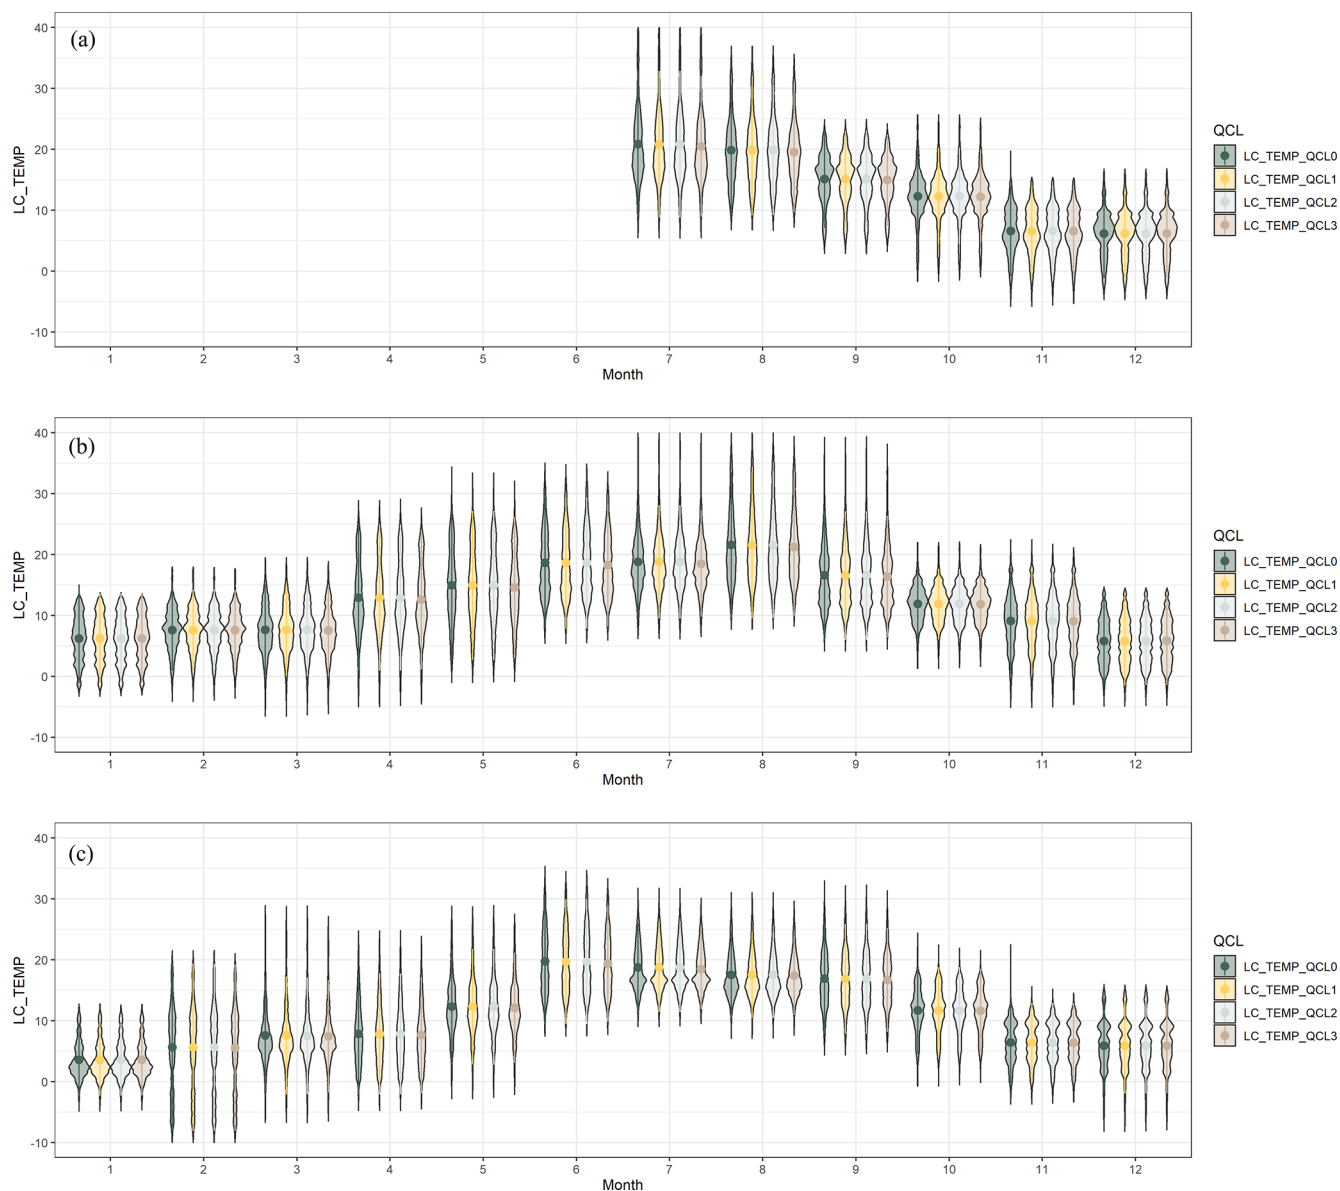 (a)
LC_TEMP
40
30
20
10
0
-10
1 2 3 4 5 6 7 8 9 10 11 12
Month
QCL
LC_TEMP_QCL0
LC_TEMP_QCL1
LC_TEMP_QCL2
LC_TEMP_QCL3
(b)
LC_TEMP
40
30
20
10
0
-10
1 2 3 4 5 6 7 8 9 10 11 12
Month
QCL
LC_TEMP_QCL0
LC_TEMP_QCL1
LC_TEMP_QCL2
LC_TEMP_QCL3
(c)
LC_TEMP
40
30
20
10
0
-10
1 2 3 4 5 6 7 8 9 10 11 12
Month
QCL
LC_TEMP_QCL0
LC_TEMP_QCL1
LC_TEMP_QCL2
LC_TEMP_QCL3